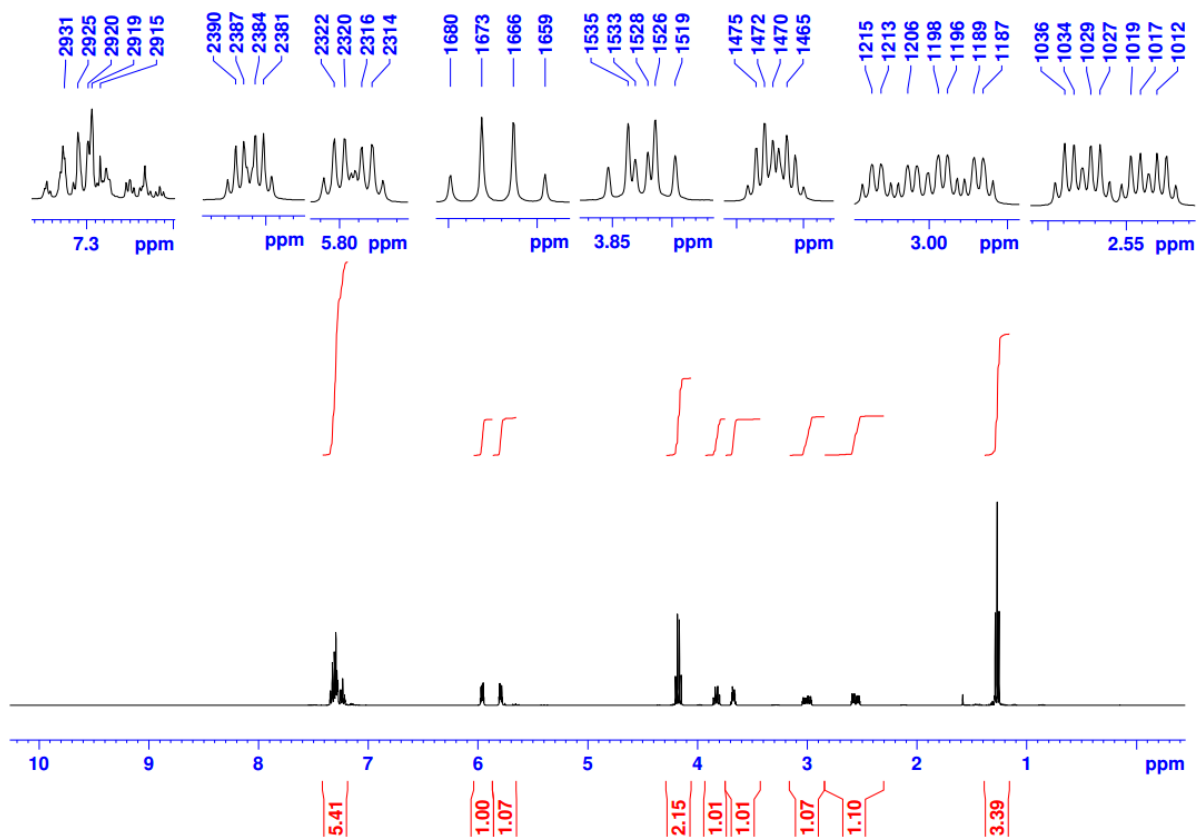 2931 2925 2920 2919 2915
2390 2387 2384 2381
2322 2320 2316 2314
1680 1673 1666 1659
1535 1533 1528 1526 1519
1475 1472 1470 1465
1215 1213 1206 1198 1196 1189 1187
1036 1034 1029 1027 1019 1017 1012
7.3 ppm
ppm
5.80 ppm
ppm
3.85 ppm
ppm
3.00 ppm
2.55 ppm
10 9 8 7 6 5 4 3 2 1 ppm
5.41 1.00 1.07 2.15 1.01 1.01 1.07 1.10 3.39